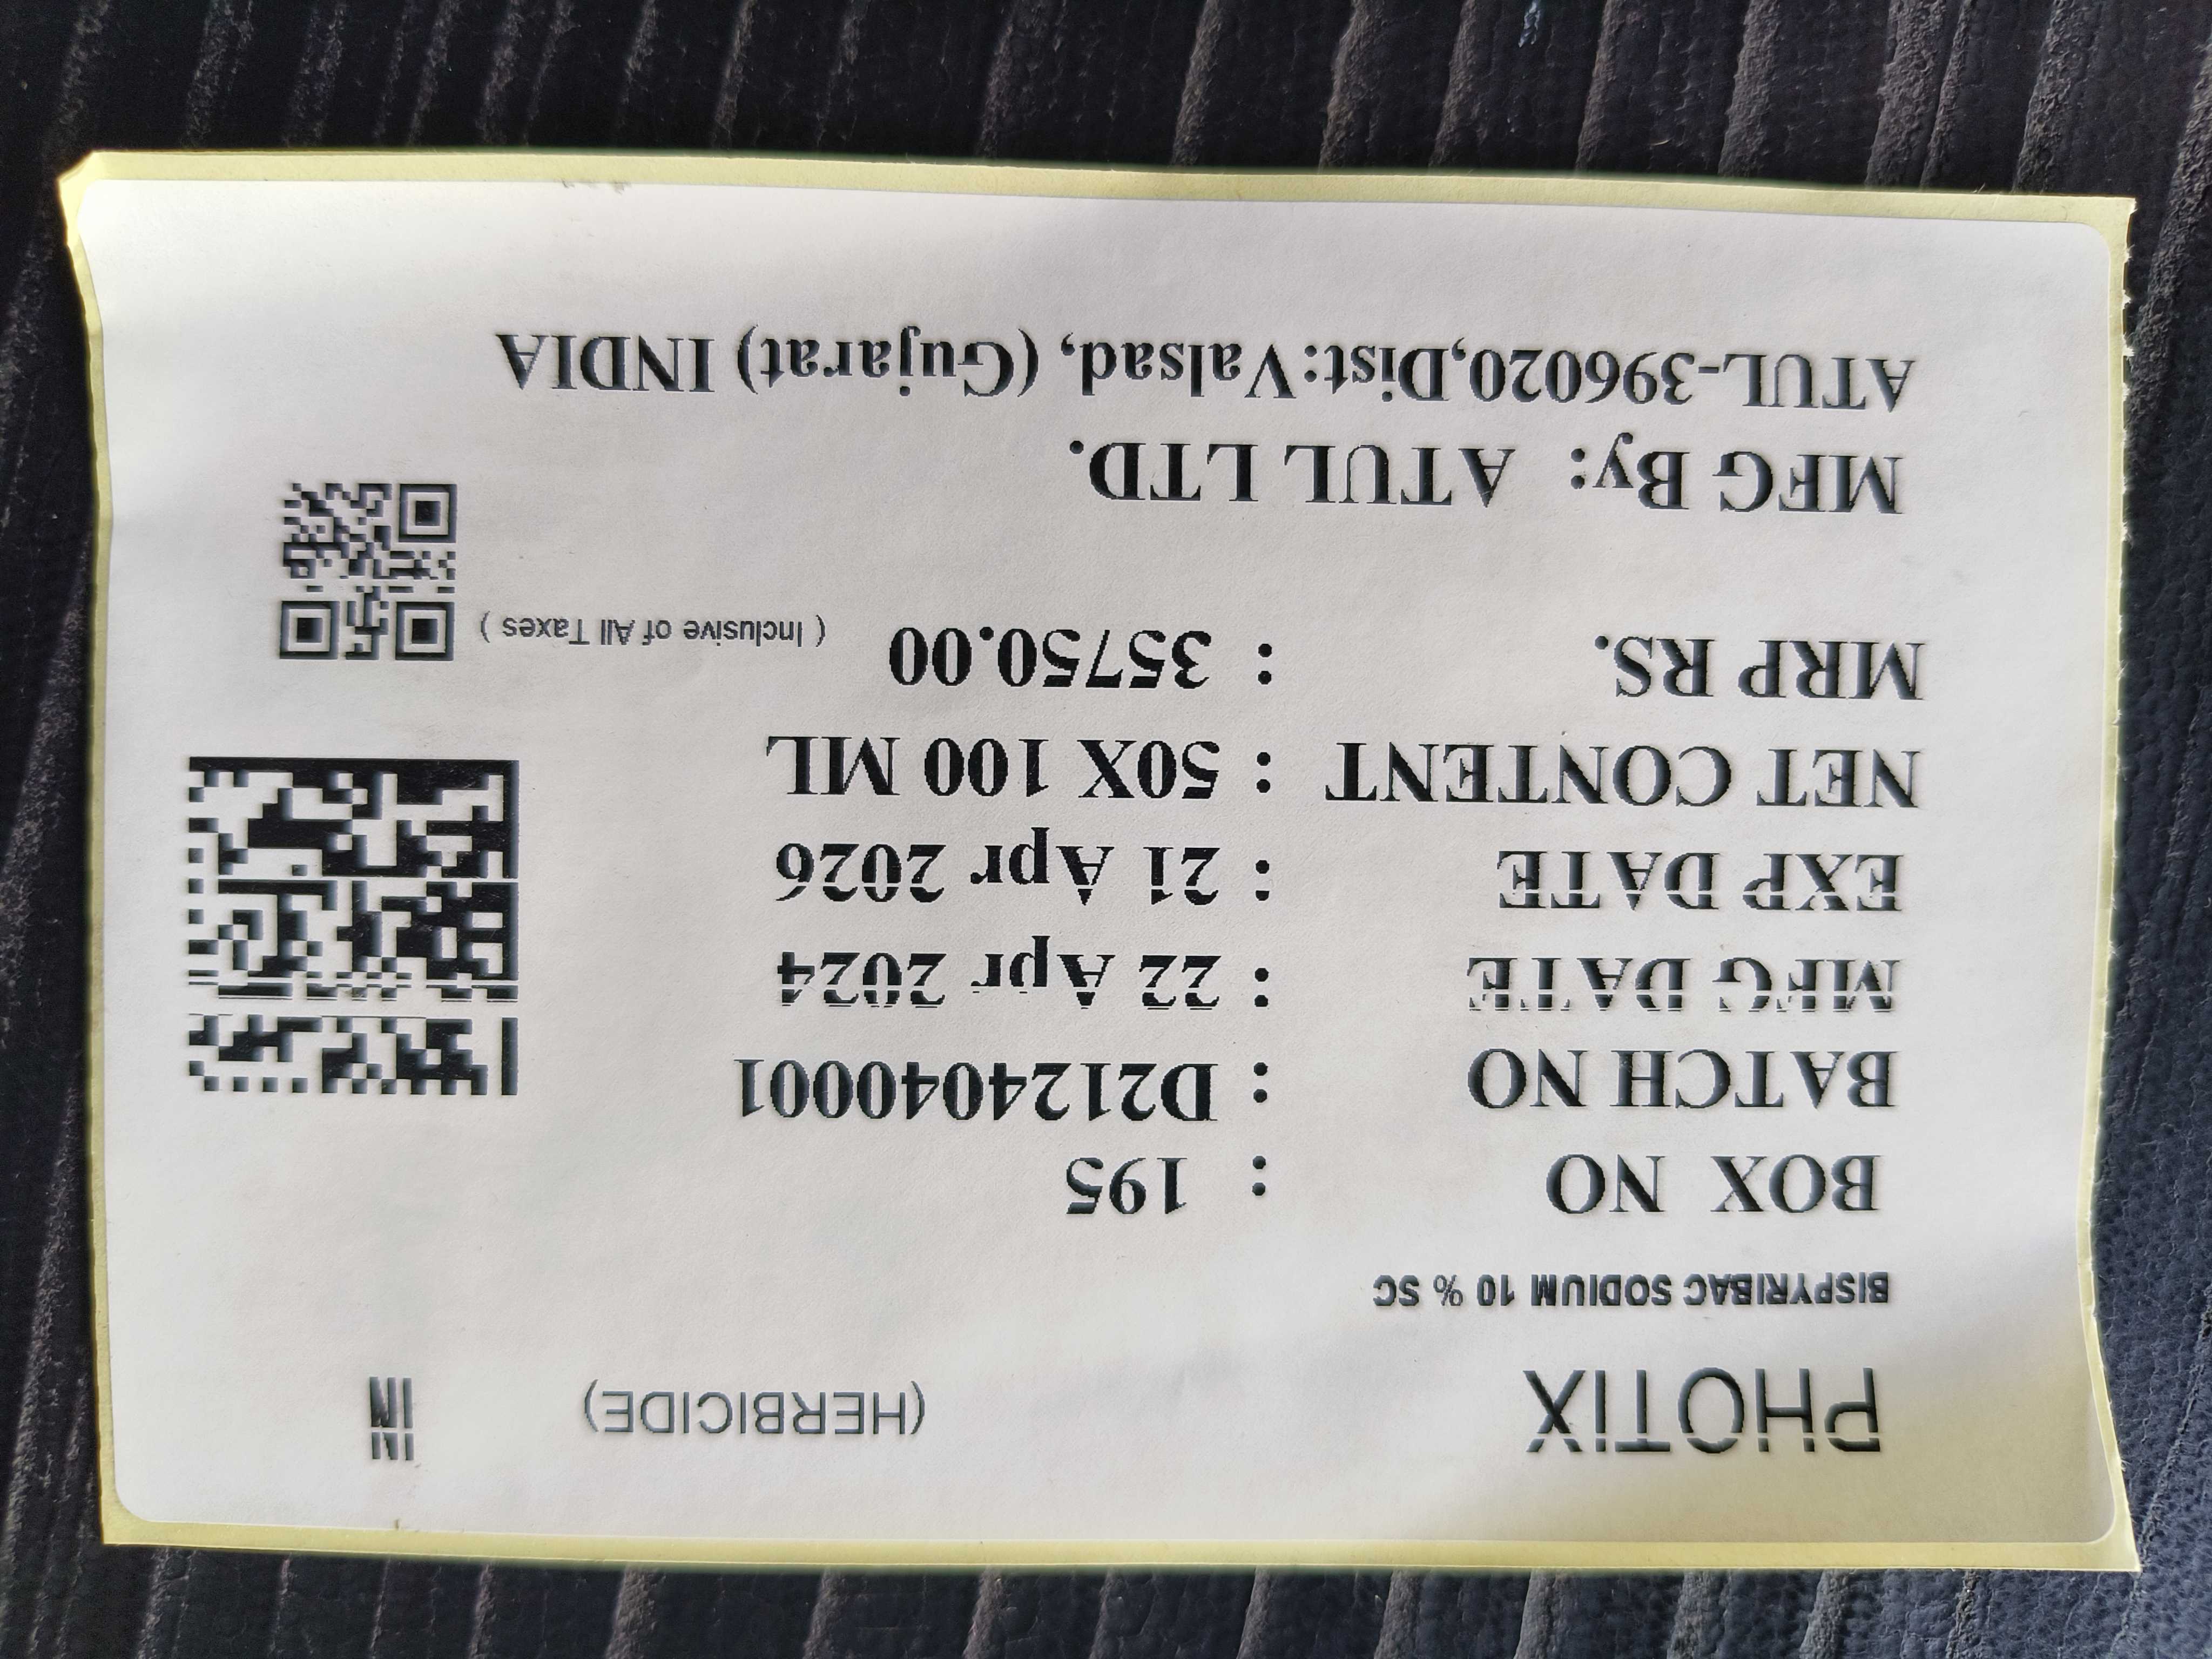 PHOTIX (HERBICIDE) IN
BISPYRIBAC SODIUM 10 % SC
BOX NO : 195
BATCH NO : D2124040001
MFG DATE : 22 Apr 2024
EXP DATE : 21 Apr 2026
NET CONTENT : 50X 100 ML
MRP RS. : 35750.00 ( Inclusive of All Taxes )
MFG By: ATUL LTD.
ATUL-396020,Dist:Valsad, (Gujarat) INDIA